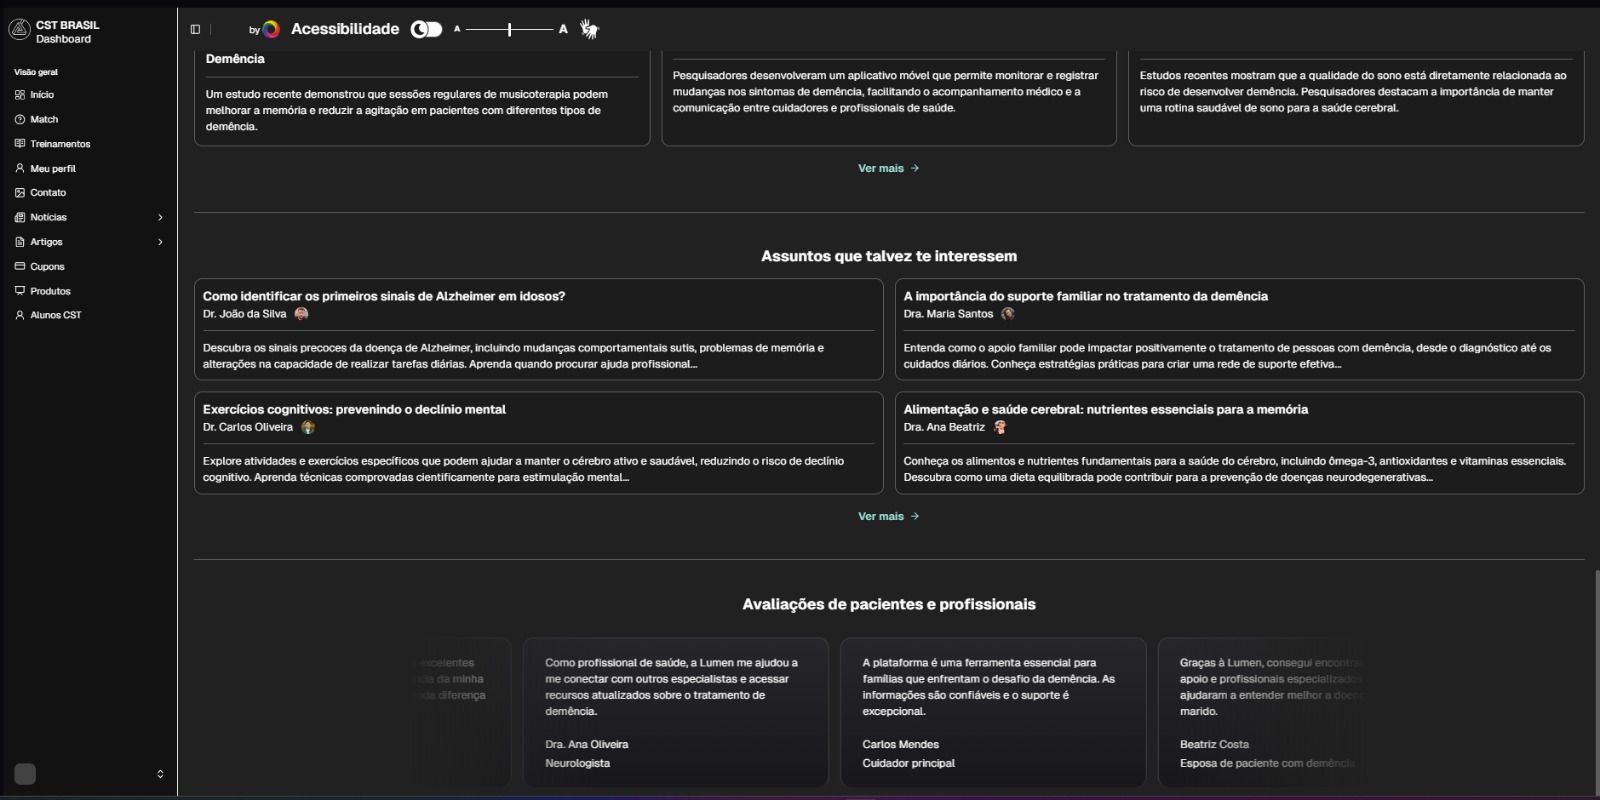 CST BRASIL
Dashboard
Visão geral
Início
Match
Treinamentos
Meu perfil
Contato
Notícias
Artigos
Cupons
Produtos
Alunos CST
by Acessibilidade A A
Demência
Um estudo recente demonstrou que sessões regulares de musicoterapia podem
melhorar a memória e reduzir a agitação em pacientes com diferentes tipos de
demência.
Pesquisadores desenvolveram um aplicativo móvel que permite monitorar e registrar
mudanças nos sintomas de demência, facilitando o acompanhamento médico e a
comunicação entre cuidadores e profissionais de saúde.
Estudos recentes mostram que a qualidade do sono está diretamente relacionada ao
risco de desenvolver demência. Pesquisadores destacam a importância de manter
uma rotina saudável de sono para a saúde cerebral.
Ver mais
Assuntos que talvez te interessem
Como identificar os primeiros sinais de Alzheimer em idosos?
Dr. João da Silva
Descubra os sinais precoces da doença de Alzheimer, incluindo mudanças comportamentais sutis, problemas de memória e
alterações na capacidade de realizar tarefas diárias. Aprenda quando procurar ajuda profissional...
A importância do suporte familiar no tratamento da demência
Dra. Maria Santos
Entenda como o apoio familiar pode impactar positivamente o tratamento de pessoas com demência, desde o diagnóstico até os
cuidados diários. Conheça estratégias práticas para criar uma rede de suporte efetiva...
Exercícios cognitivos: prevenindo o declínio mental
Dr. Carlos Oliveira
Explore atividades e exercícios específicos que podem ajudar a manter o cérebro ativo e saudável, reduzindo o risco de declínio
cognitivo. Aprenda técnicas comprovadas cientificamente para estimulação mental...
Alimentação e saúde cerebral: nutrientes essenciais para a memória
Dra. Ana Beatriz
Conheça os alimentos e nutrientes fundamentais para a saúde do cérebro, incluindo ômega-3, antioxidantes e vitaminas essenciais.
Descubra como uma dieta equilibrada pode contribuir para a prevenção de doenças neurodegenerativas...
Ver mais
Avaliações de pacientes e profissionais
excelentes
da minha
diferença
Como profissional de saúde, a Lumen me ajudou a
me conectar com outros especialistas e acessar
recursos atualizados sobre o tratamento de
demência.
Dra. Ana Oliveira
Neurologista
A plataforma é uma ferramenta essencial para
famílias que enfrentam o desafio da demência. As
informações são confiáveis e o suporte é
excepcional.
Carlos Mendes
Cuidador principal
Graças à Lumen, consegui encontrar
apoio e profissionais especializados
ajudaram a entender melhor a
marido.
Beatriz Costa
Esposa de paciente com demência